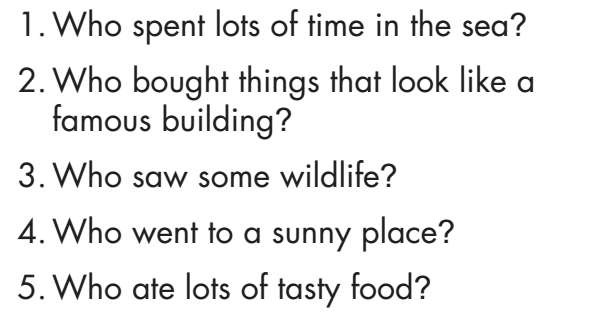 1. Who spent lots of time in the sea?
2. Who bought things that look like a
famous building?
3. Who saw some wildlife?
4. Who went to a sunny place?
5. Who ate lots of tasty food?